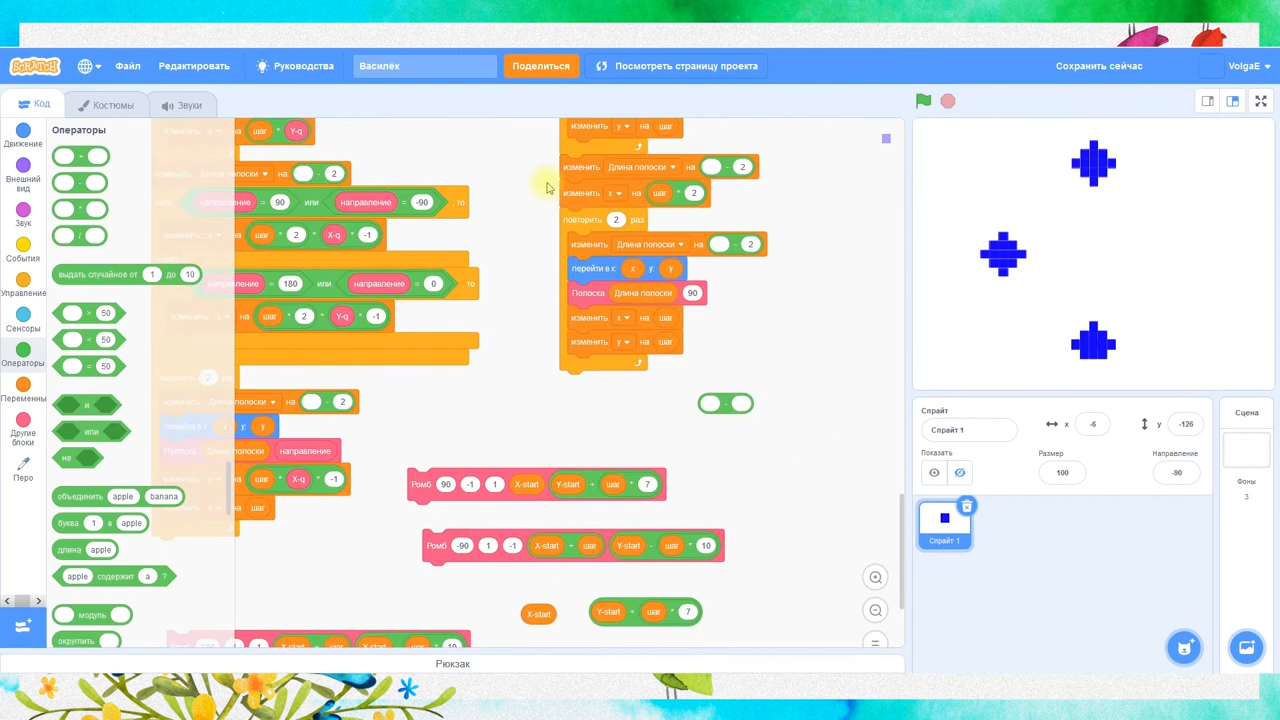 SCRATCH
Файл
Редактировать
Руководства
Василёк
Поделиться
Посмотреть страницу проекта
Сохранить сейчас
VolgaE
Код
Костюмы
Звуки
Движение
Внешний вид
Звук
События
Управление
Сенсоры
Операторы
Переменные
Другие блоки
Перо
Операторы
+
-
*
/
выдать случайное от 1 до 10
> 50
< 50
= 50
и
или
не
объединить apple banana
буква 1 в apple
длина apple
apple содержит а ?
модуль
округлить
на шаг * Y-q
Длина полоски на - 2
направление = 90 или направление = -90 то
на шаг * 2 * X-q * -1
направление = 180 или направление = 0 , то
на шаг * 2 * Y-q * -1
Длина полоски на - 2
перейти в x: x y: y
Полоска Длина полоски направление
на шаг * X-q * -1
на шаг
изменить y на шаг
изменить Длина полоски на - 2
изменить x на шаг * 2
повторить 2 раз
изменить Длина полоски на - 2
перейти в x: x y: y
Полоска Длина полоски 90
изменить x на шаг
изменить y на шаг
-
Ромб 90 -1 1 X-start Y-start + шаг * 7
Ромб -90 1 -1 X-start + шаг Y-start - шаг * 10
X-start
Y-start + шаг * 7
Рюкзак
Спрайт
Спрайт 1
x -6
y -126
Показать
Размер
100
Направление
-90
Спрайт 1
Сцена
Фоны
3